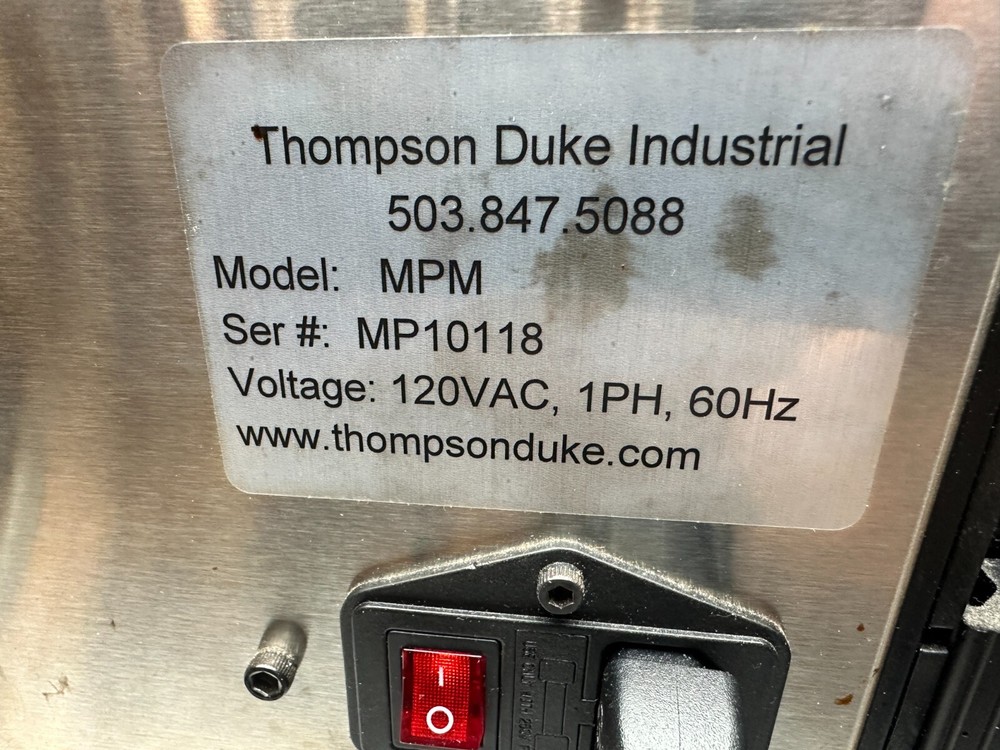 Thompson Duke Industrial
503.847.5088
Model: MPM
Ser #: MP10118
Voltage: 120VAC, 1PH, 60Hz
www.thompsonduke.com